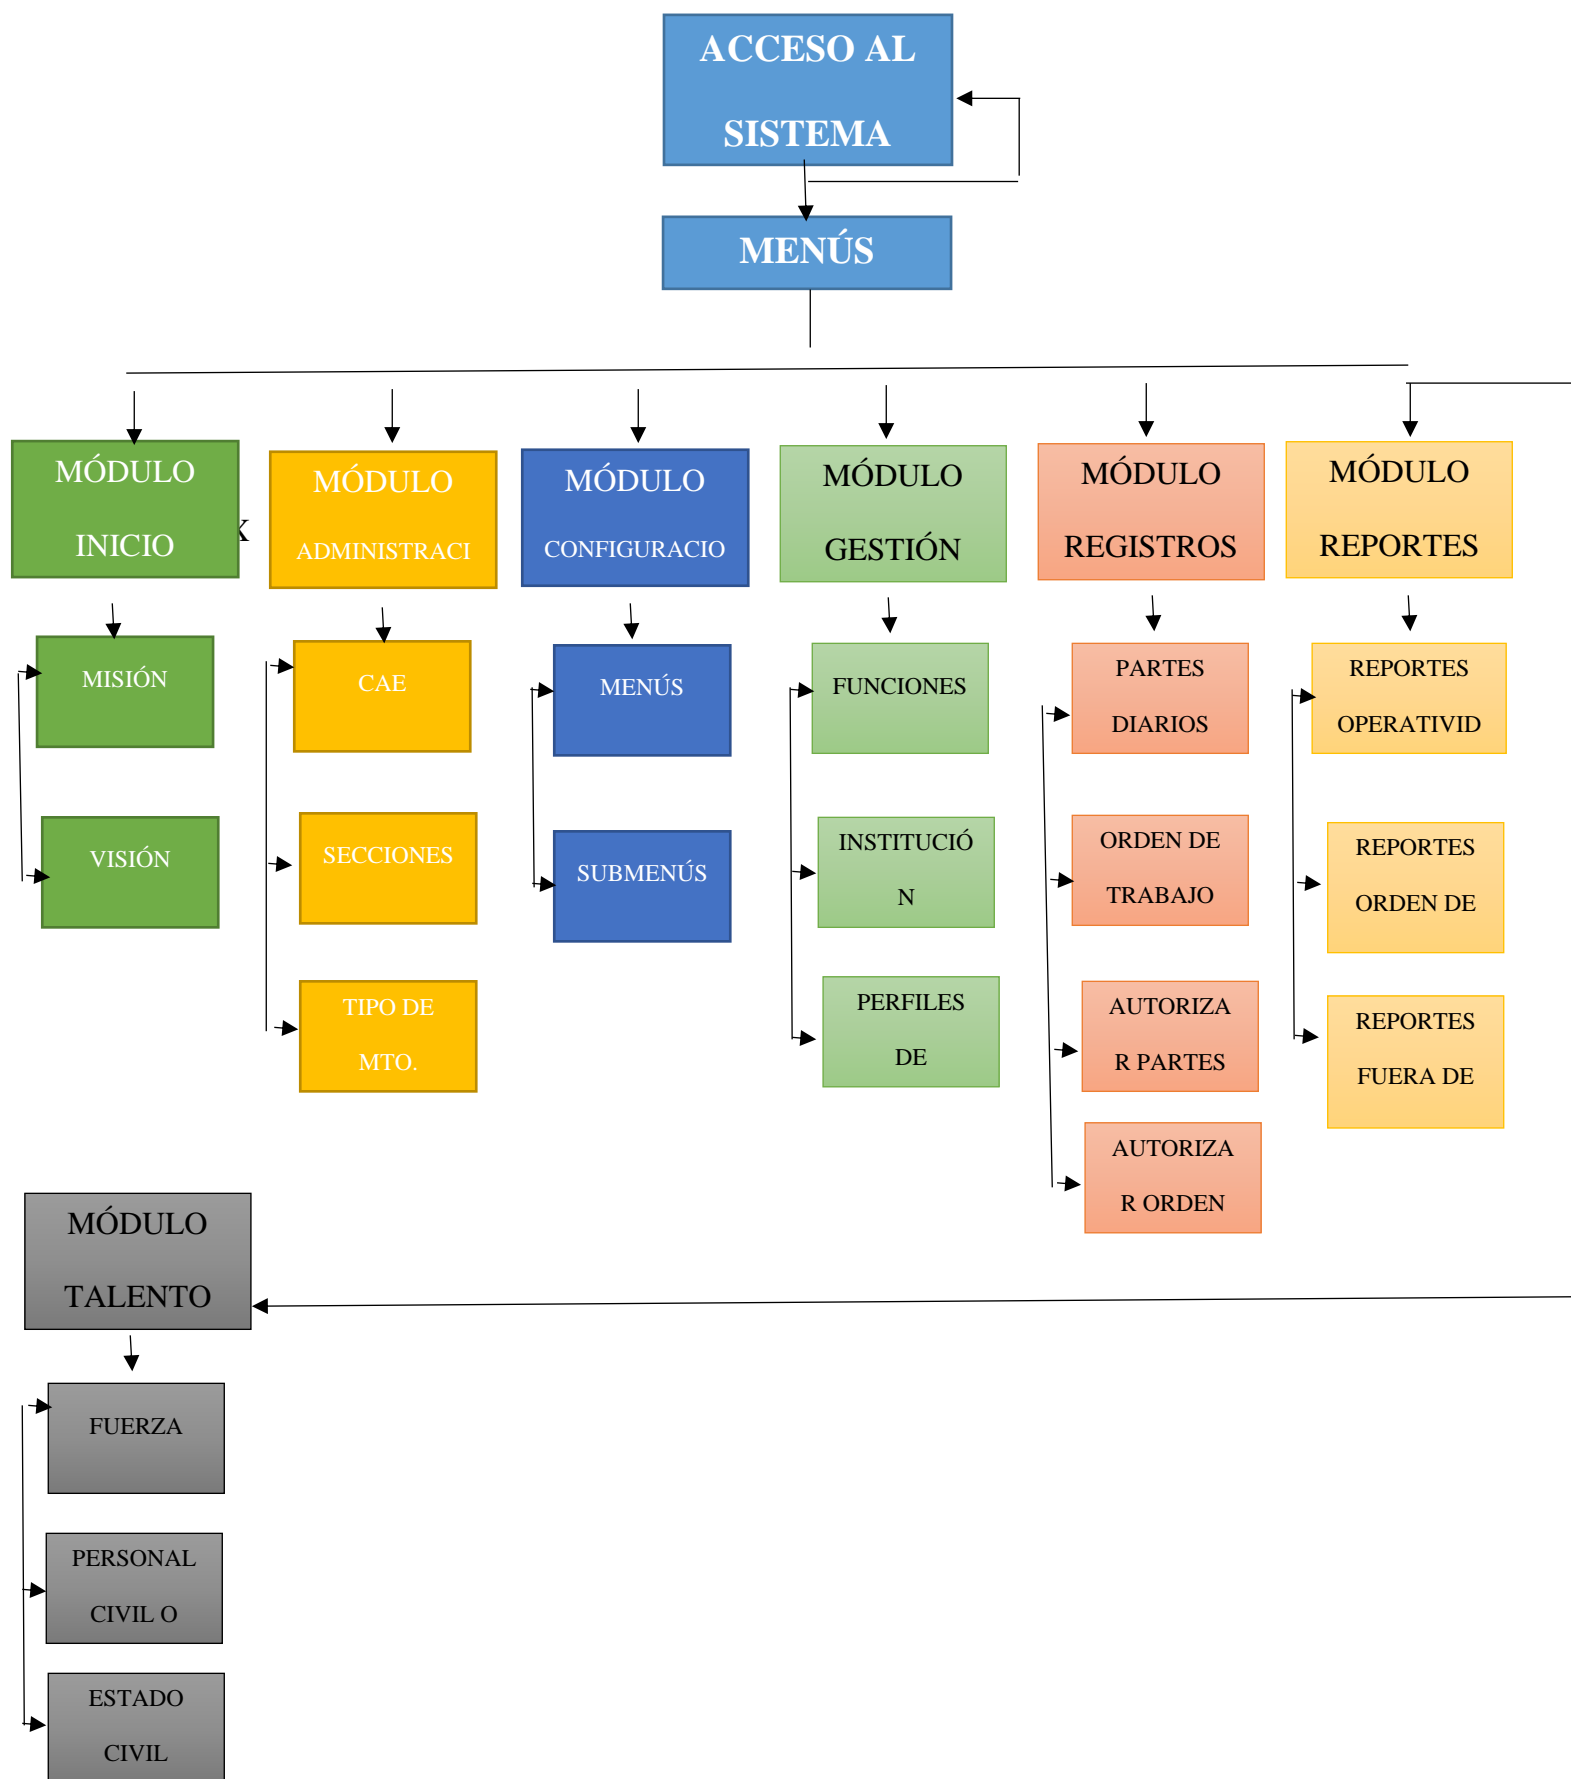 ACCESO AL
SISTEMA
MENÚS
MÓDULO
INICIO
X
MÓDULO
ADMINISTRACI
MÓDULO
CONFIGURACIO
MÓDULO
GESTIÓN
MÓDULO
REGISTROS
MÓDULO
REPORTES
MISIÓN
VISIÓN
CAE
SECCIONES
TIPO DE
MTO.
MENÚS
SUBMENÚS
FUNCIONES
INSTITUCIÓ
N
PERFILES
DE
PARTES
DIARIOS
ORDEN DE
TRABAJO
AUTORIZA
R PARTES
AUTORIZA
R ORDEN
REPORTES
OPERATIVID
REPORTES
ORDEN DE
REPORTES
FUERA DE
MÓDULO
TALENTO
FUERZA
PERSONAL
CIVIL O
ESTADO
CIVIL